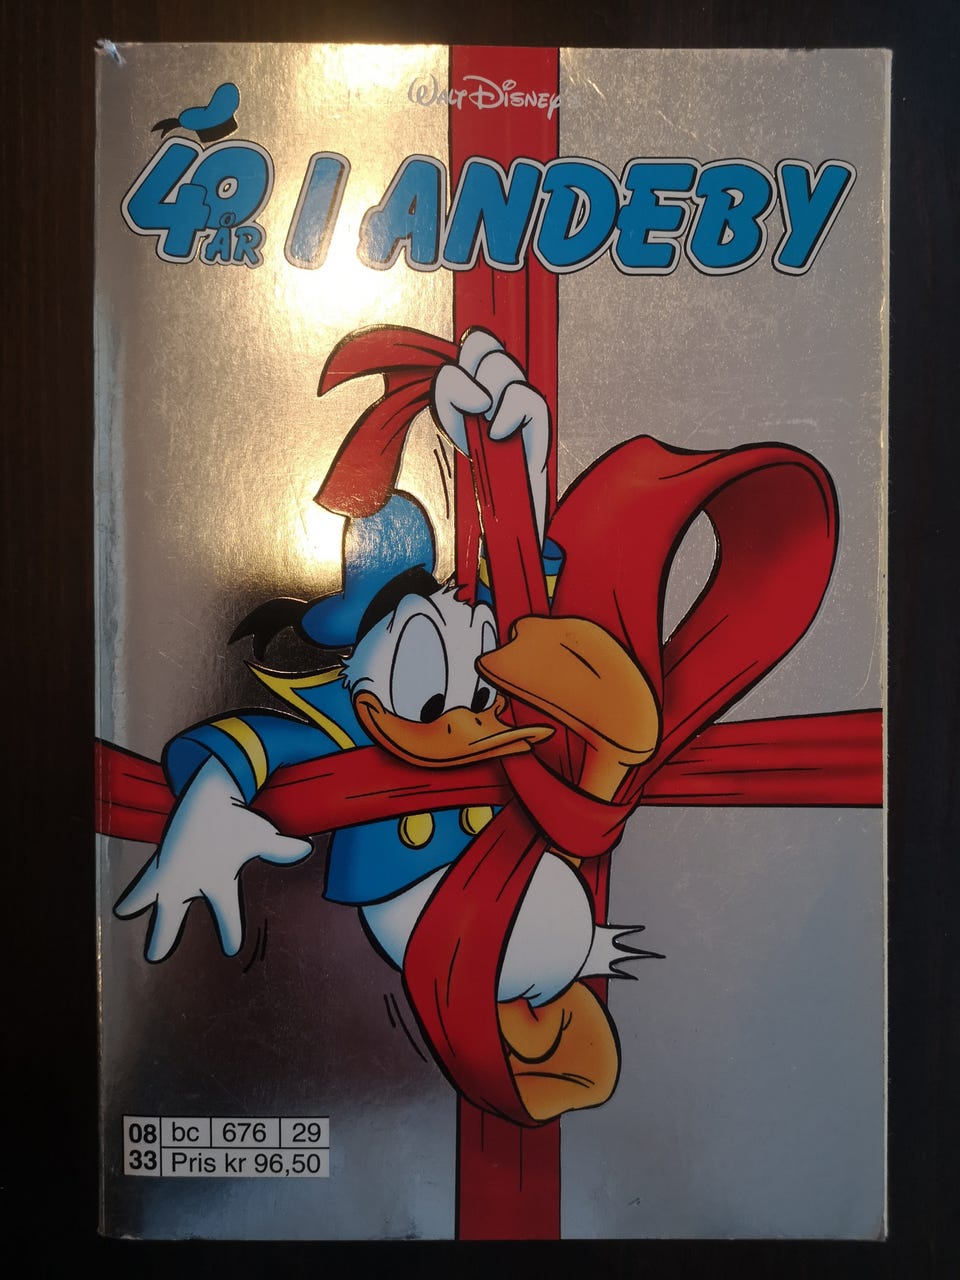 Walt Disney's
40 ÅR I ANDEBY
08 bc 676 29
33 Pris kr 96,50